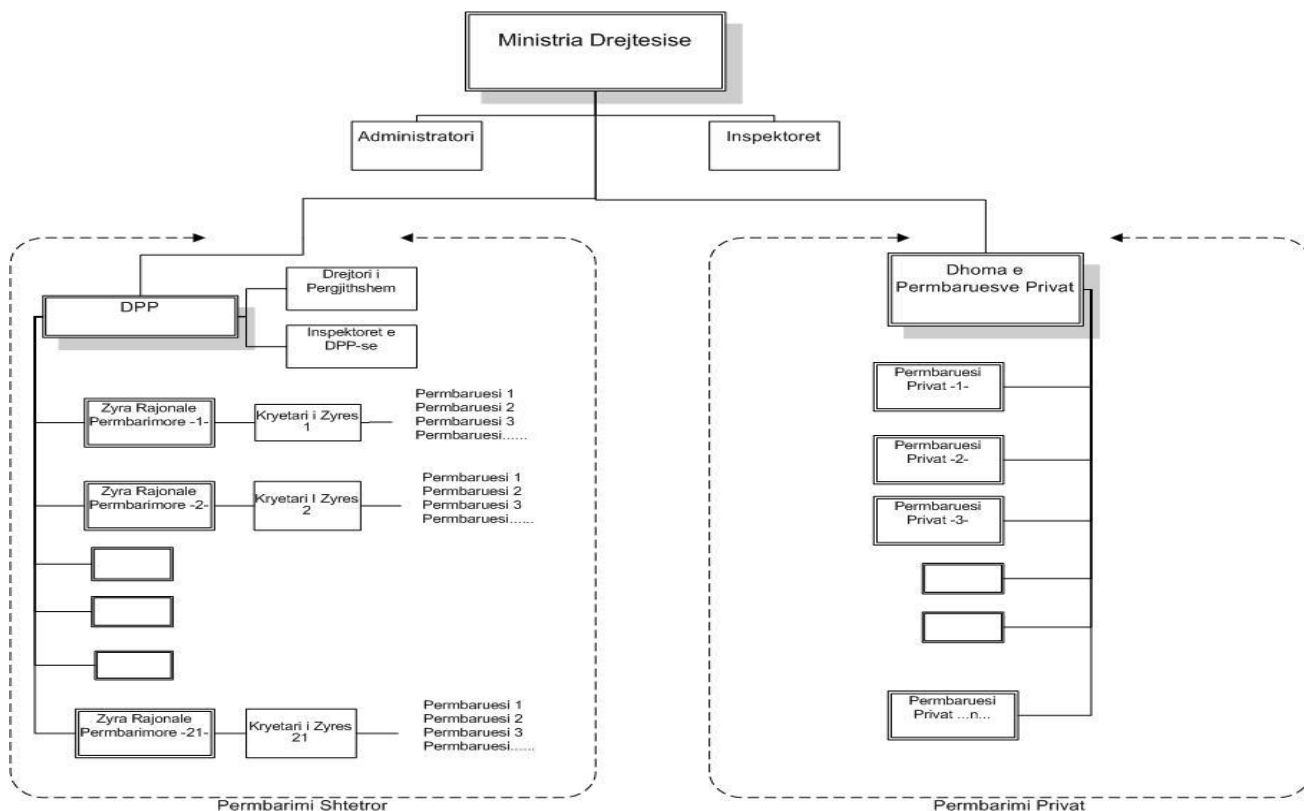 Ministria Drejtesise
Administratori
Inspektoret
DPP
Drejtori i
Pergjithshem
Inspektoret e
DPP-se
Zyra Rajonale
Permbarimore -1-
Kryetari i Zyres
1
Permbaruesi 1
Permbaruesi 2
Permbaruesi 3
Permbaruesi......
Zyra Rajonale
Permbarimore -2-
Kryetari I Zyres
2
Permbaruesi 1
Permbaruesi 2
Permbaruesi 3
Permbaruesi......
Zyra Rajonale
Permbarimore -21-
Kryetari i Zyres
21
Permbaruesi 1
Permbaruesi 2
Permbaruesi 3
Permbaruesi......
Permbarimi Shtetror
Dhoma e
Permbaruesve Privat
Permbaruesi
Privat -1-
Permbaruesi
Privat -2-
Permbaruesi
Privat -3-
Permbaruesi
Privat ...n...
Permbarimi Privat